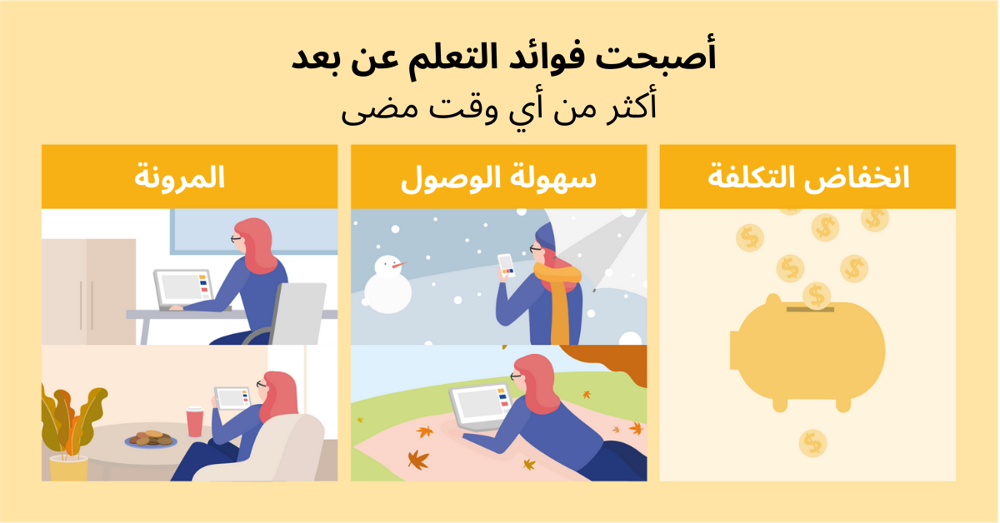 أصبحت فوائد التعلم عن بعد
أكثر من أي وقت مضى
انخفاض التكلفة
سهولة الوصول
المرونة